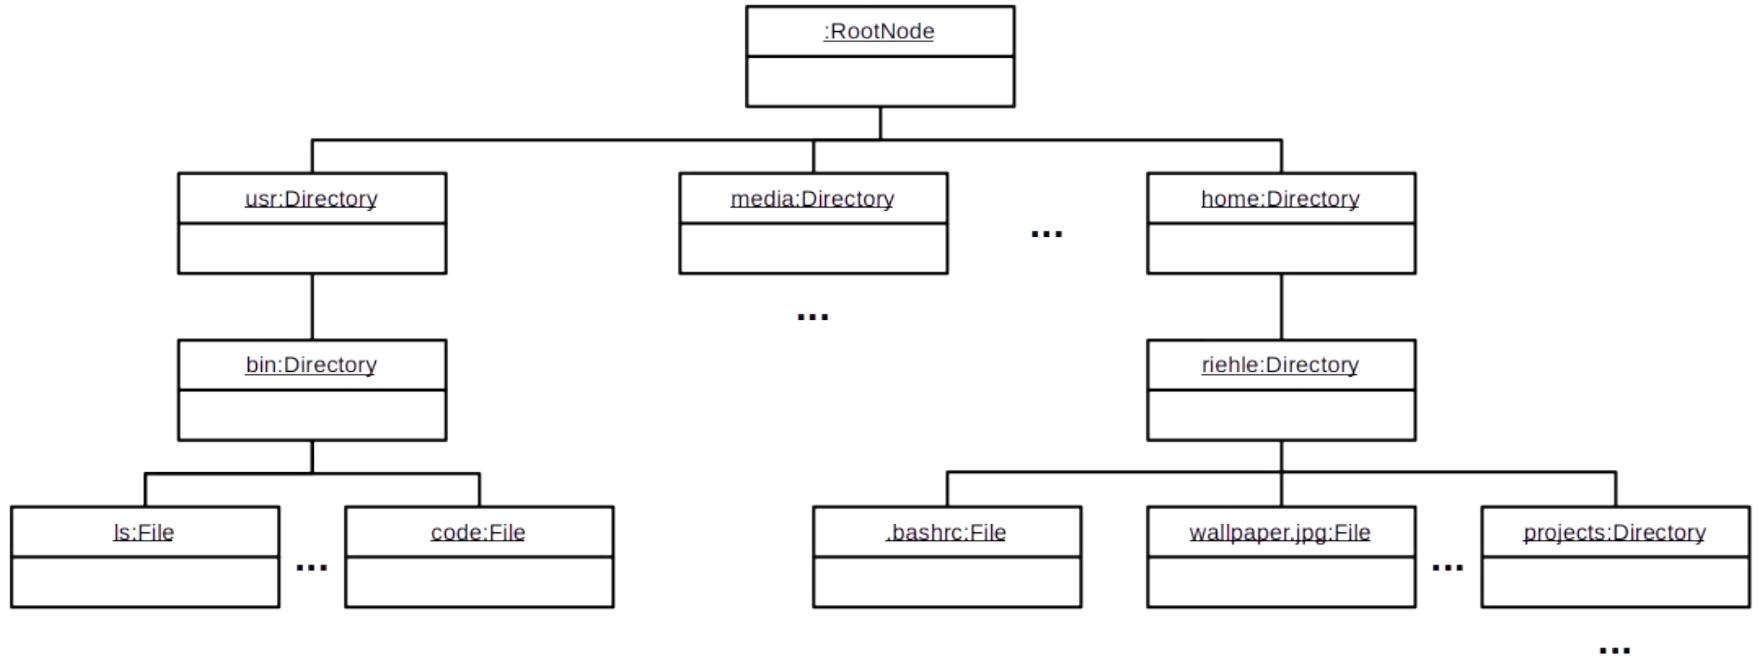 :RootNode
usr:Directory
media:Directory
...
home:Directory
...
bin:Directory
riehle:Directory
ls:File
...
code:File
.bashrc:File
wallpaper.jpg:File
...
projects:Directory
...